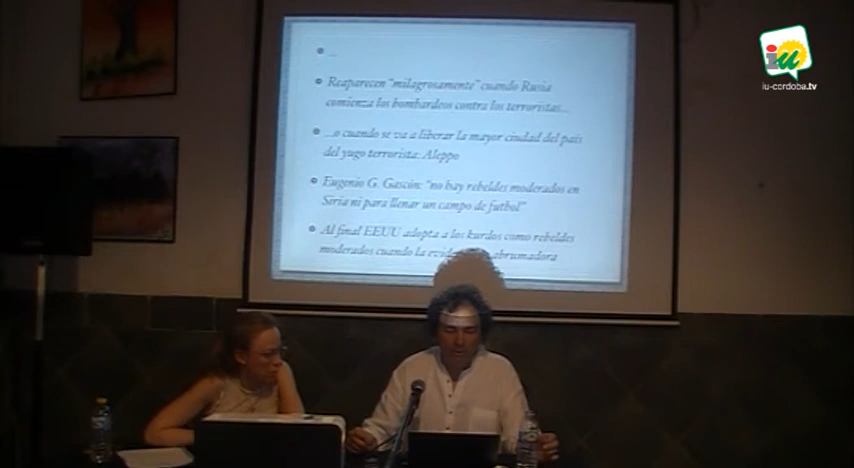 ...
Reaparecen "milagrosamente" cuando Rusia
comienza los bombardeos contra los terroristas...
...o cuando se va a liberar la mayor ciudad del país
del yugo terrorista: Aleppo
Eugenio G. Gascón: "no hay rebeldes moderados en
Siria ni para llenar un campo de futbol"
Al final EEUU adopta a los kurdos como rebeldes
moderados cuando la abrumadora
iu
iu-cordoba.tv